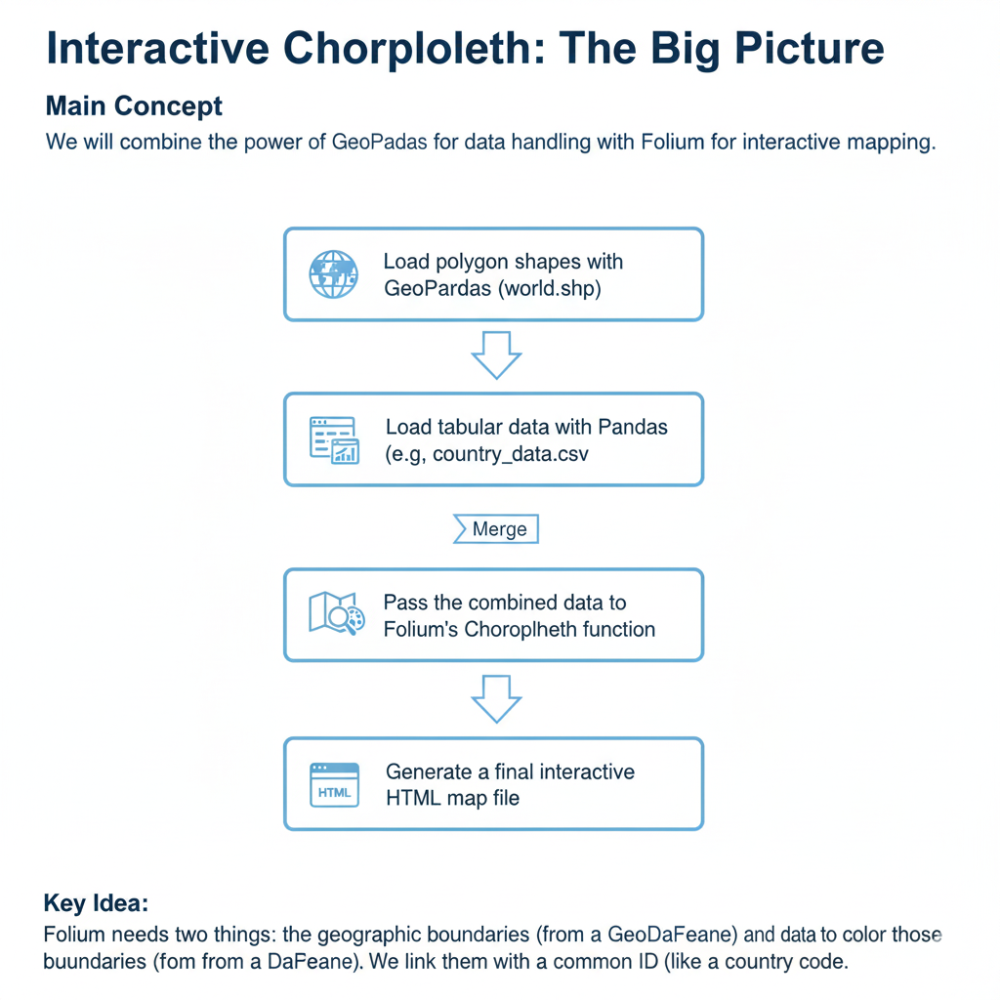 Interactive Chorploleth: The Big Picture
Main Concept
We will combine the power of GeoPadas for data handling with Folium for interactive mapping.
Load polygon shapes with
GeoPardas (world.shp)
Load tabular data with Pandas
(e.g, country_data.csv
Merge
Pass the combined data to
Folium's Choroplheth function
Generate a final interactive
HTML map file
HTML
Key Idea:
Folium needs two things: the geographic boundaries (from a GeoDaFeane) and data to color those
buundaries (fom from a DaFeane). We link them with a common ID (like a country code.